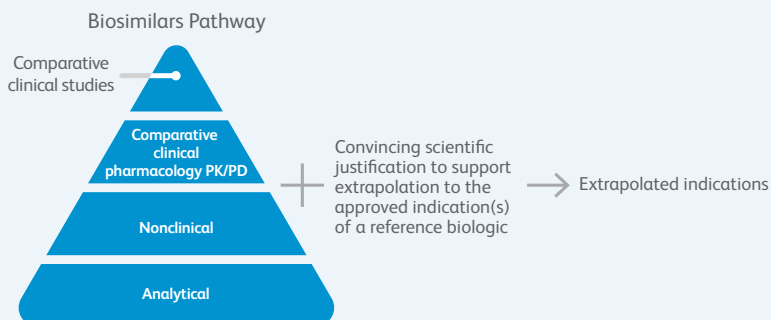 Biosimilars Pathway
Comparative
clinical studies
Comparative
clinical
pharmacology PK/PD
Nonclinical
Analytical
Convincing scientific
justification to support
extrapolation to the
approved indication(s)
of a reference biologic
Extrapolated indications